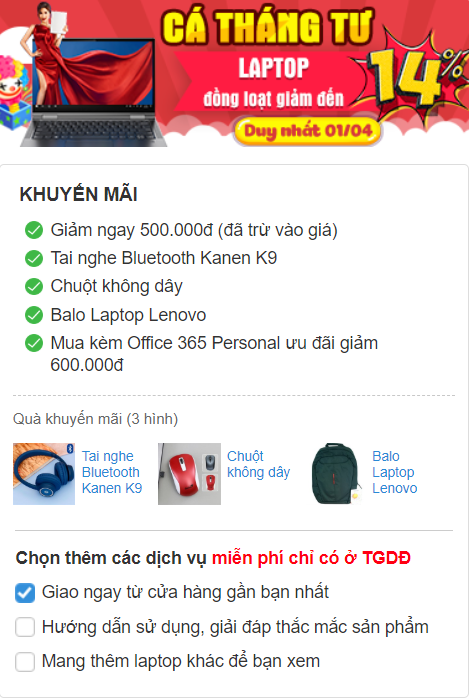 CÁ THÁNG TƯ
LAPTOP
đồng loạt giảm đến
14%
Duy nhất 01/04
KHUYẾN MÃI
Giảm ngay 500.000đ (đã trừ vào giá)
Tai nghe Bluetooth Kanen K9
Chuột không dây
Balo Laptop Lenovo
Mua kèm Office 365 Personal ưu đãi giảm
600.000đ
Quà khuyến mãi (3 hình)
Tai nghe
Bluetooth
Kanen K9
Chuột
không dây
Balo
Laptop
Lenovo
Chọn thêm các dịch vụ miễn phí chỉ có ở TGDĐ
Giao ngay từ cửa hàng gần bạn nhất
Hướng dẫn sử dụng, giải đáp thắc mắc sản phẩm
Mang thêm laptop khác để bạn xem